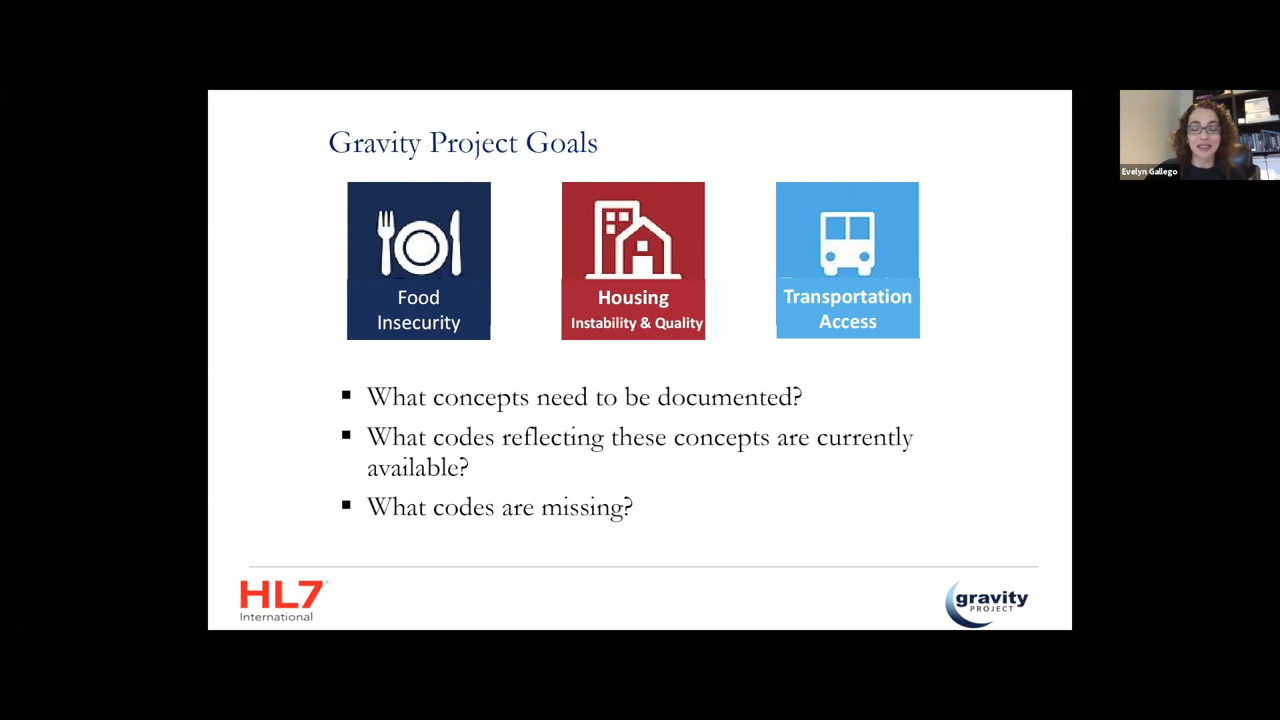 Gravity Project Goals
Food
Insecurity
Housing
Instability & Quality
Transportation
Access
Evelyn Gallego
▪ What concepts need to be documented?
▪ What codes reflecting these concepts are currently
available?
▪ What codes are missing?
HL7
International
gravity
PROJECT